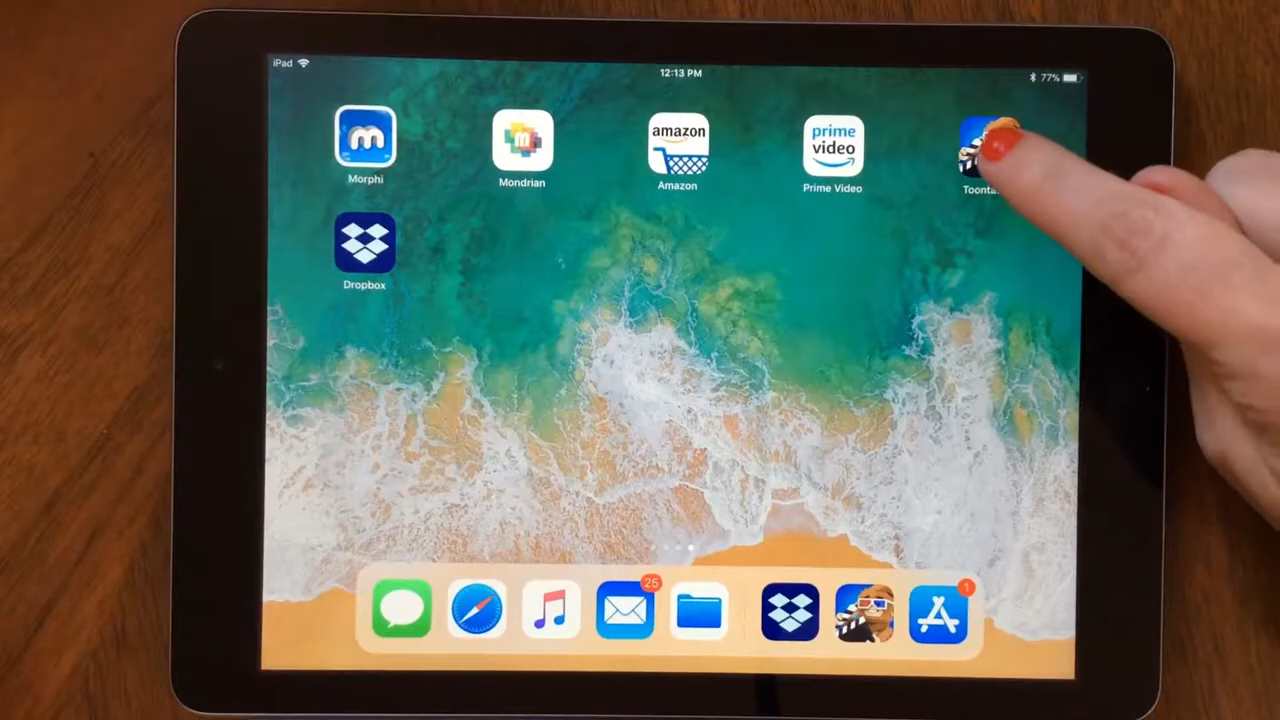 iPad
12:13 PM
77%
m
Morphi
m
Mondrian
amazon
Amazon
prime
video
Prime Video
Dropbox
25
1